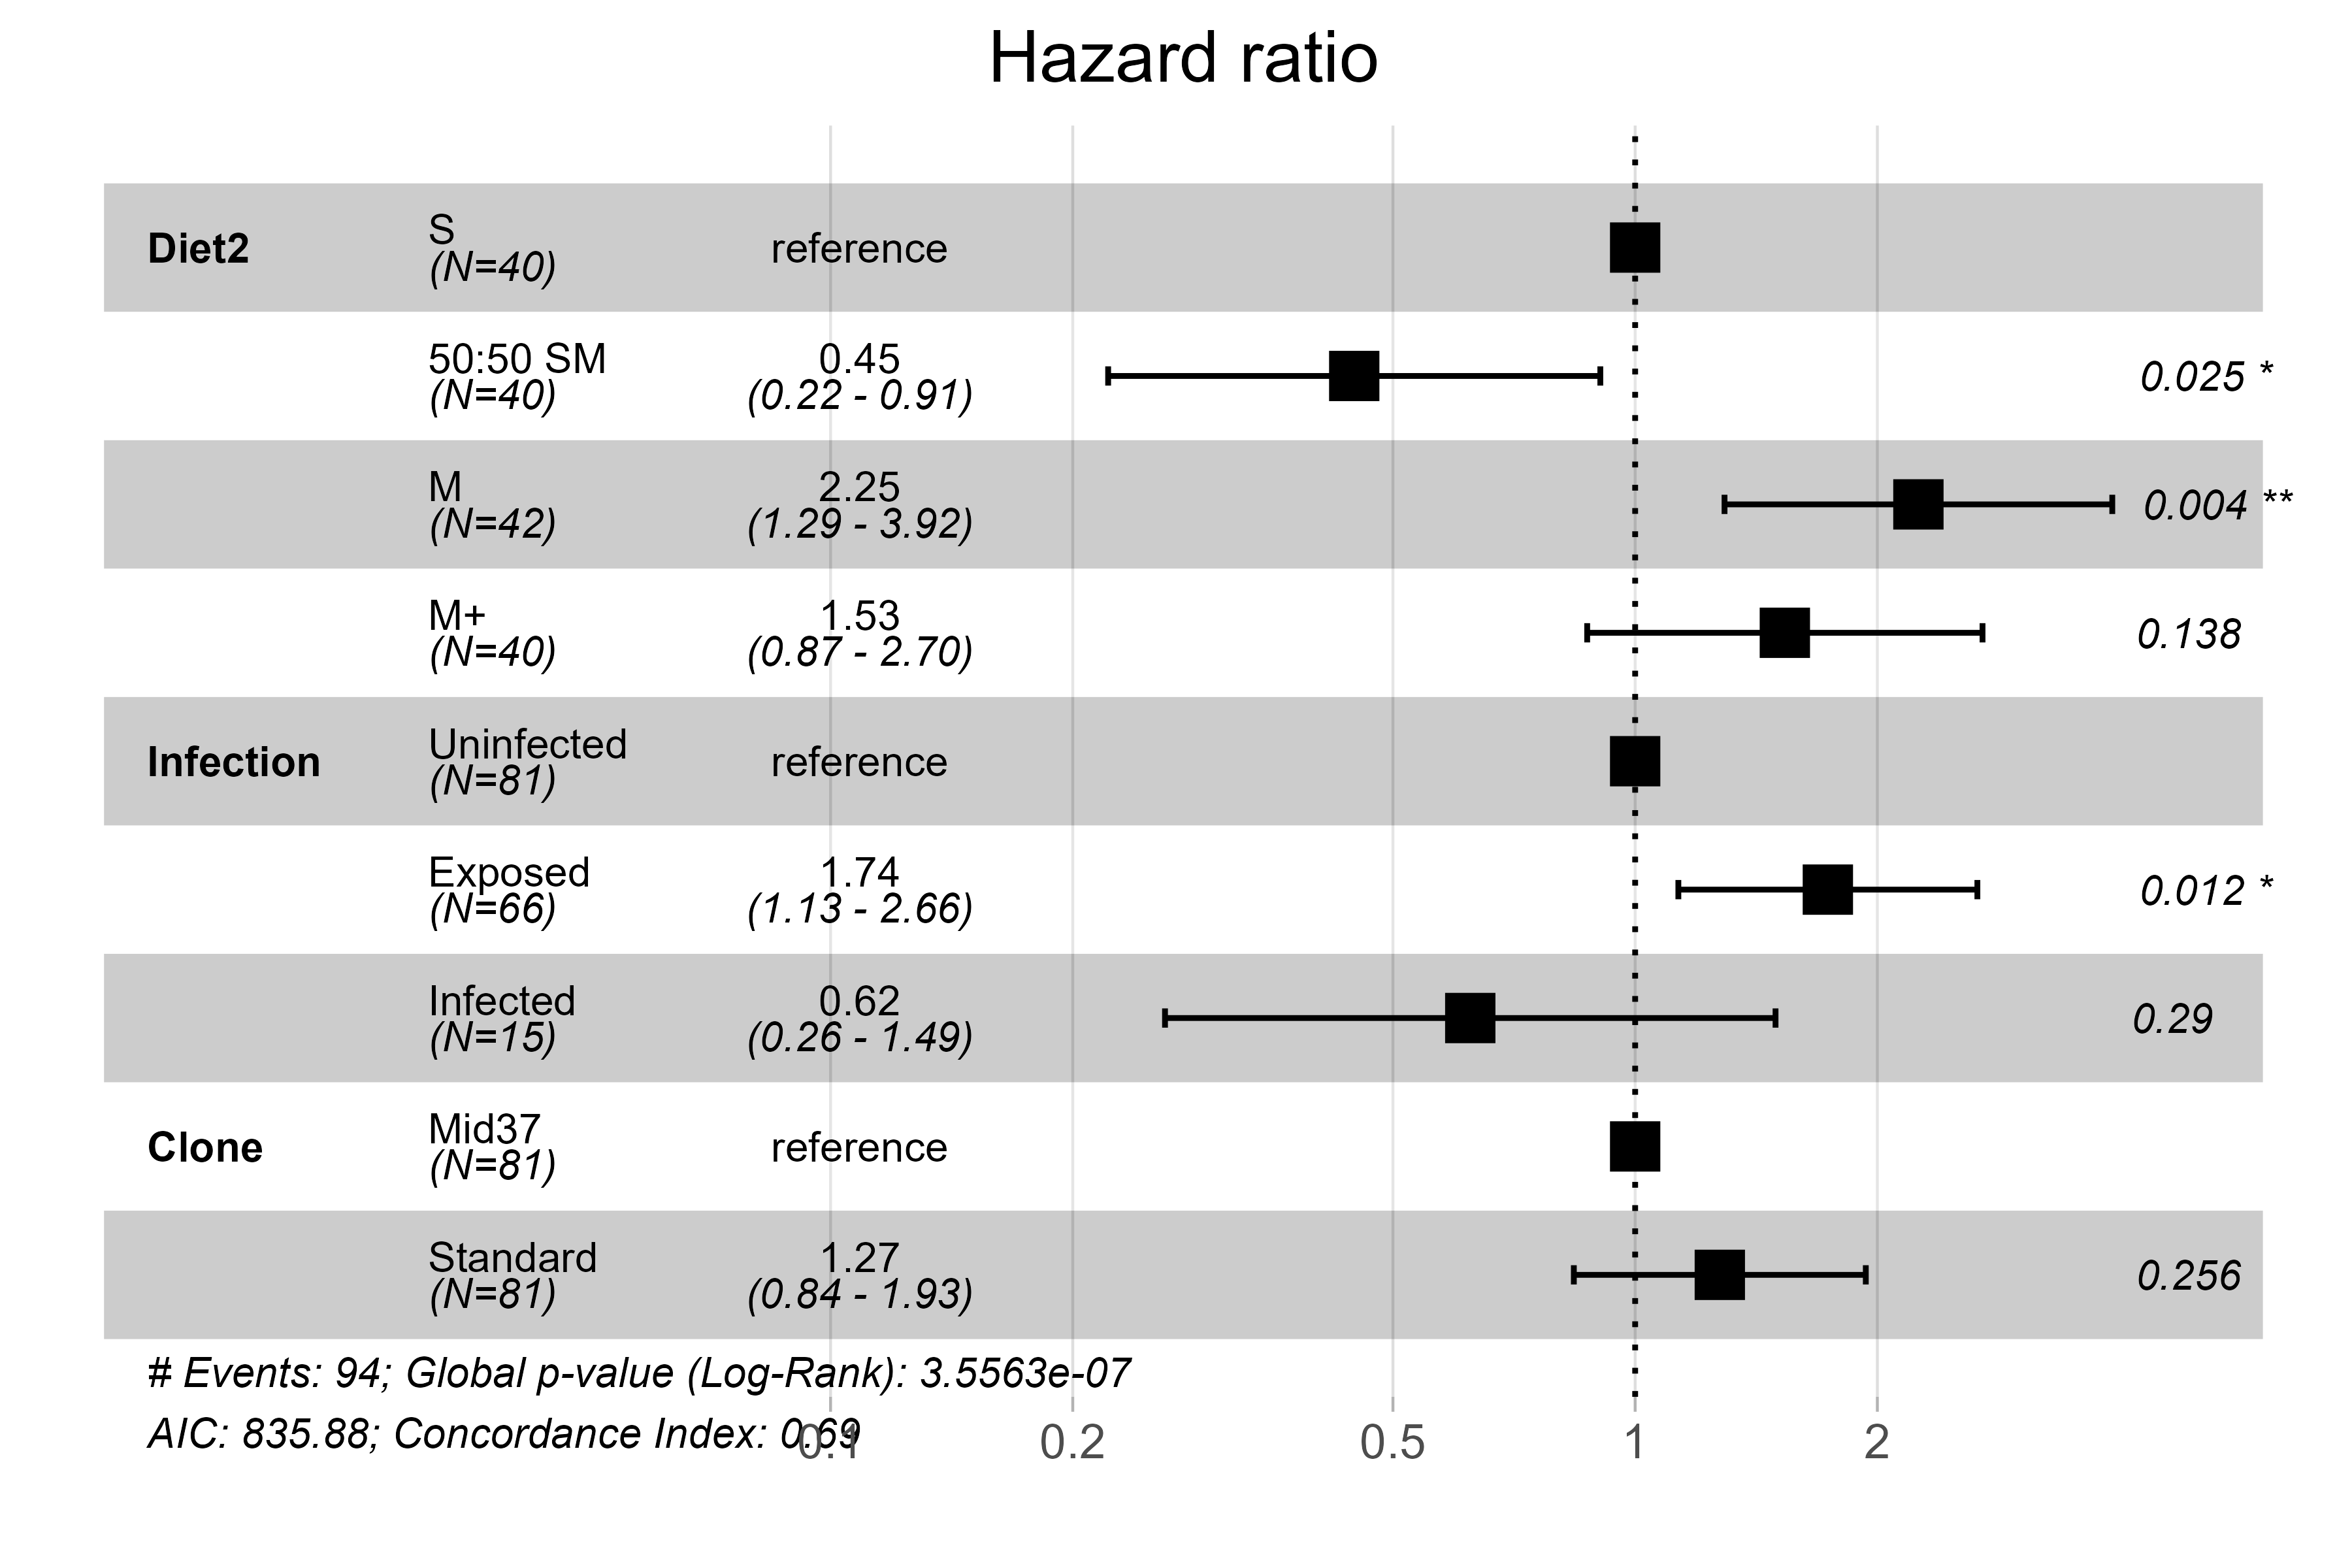 Hazard ratio
Diet2
S
(N=40)
reference
50:50 SM
(N=40)
0.45
(0.22 - 0.91)
0.025 *
M
(N=42)
2.25
(1.29 - 3.92)
0.004 **
M+
(N=40)
1.53
(0.87 - 2.70)
0.138
Infection
Uninfected
(N=81)
reference
Exposed
(N=66)
1.74
(1.13 - 2.66)
0.012 *
Infected
(N=15)
0.62
(0.26 - 1.49)
0.29
Clone
Mid37
(N=81)
reference
Standard
(N=81)
1.27
(0.84 - 1.93)
0.256
# Events: 94; Global p-value (Log-Rank): 3.5563e-07
AIC: 835.88; Concordance Index: 0.69
0.1 0.2 0.5 1 2